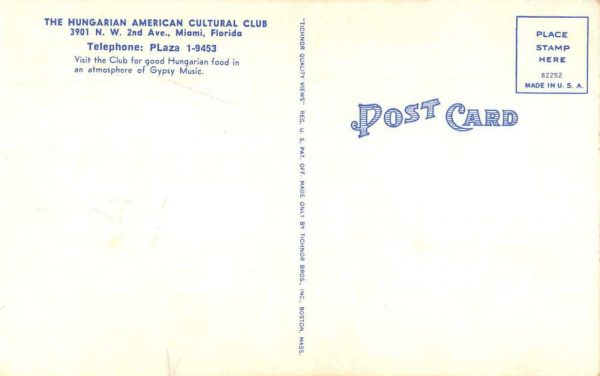 THE HUNGARIAN AMERICAN CULTURAL CLUB
3901 N. W. 2nd Ave., Miami, Florida
Telephone: PLaza 1-9453
Visit the Club for good Hungarian food in
an atmosphere of Gypsy Music.
"TICHNOR QUALITY VIEWS" REG. U. S. PAT. OFF. MADE ONLY BY TICHNOR BROS., INC., BOSTON, MASS.
POST CARD
PLACE
STAMP
HERE
82252
MADE IN U. S. A.